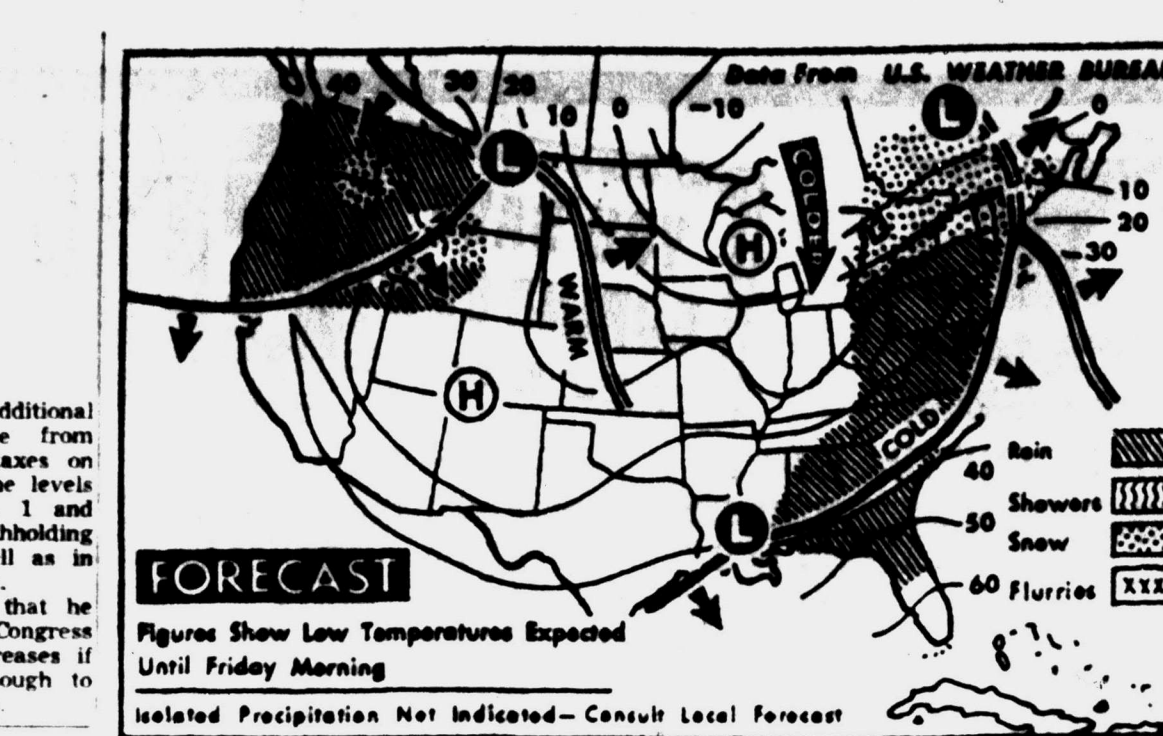 dditional
e from
axes on
he levels
1 and
hholding
ll as in
.
that he
Congress
reases if
ough to
Data From U.S. WEATHER BUREA
40 30 20 10 0 -10
L
L
0
COLDER
10
20
30
H
WARM
H
COLD
40
50
60
L
Rain
Showers
Snow
Flurries XXX
FORECAST
Figures Show Low Temperatures Expected
Until Friday Morning
Isolated Precipitation Not Indicated— Consult Local Forecast